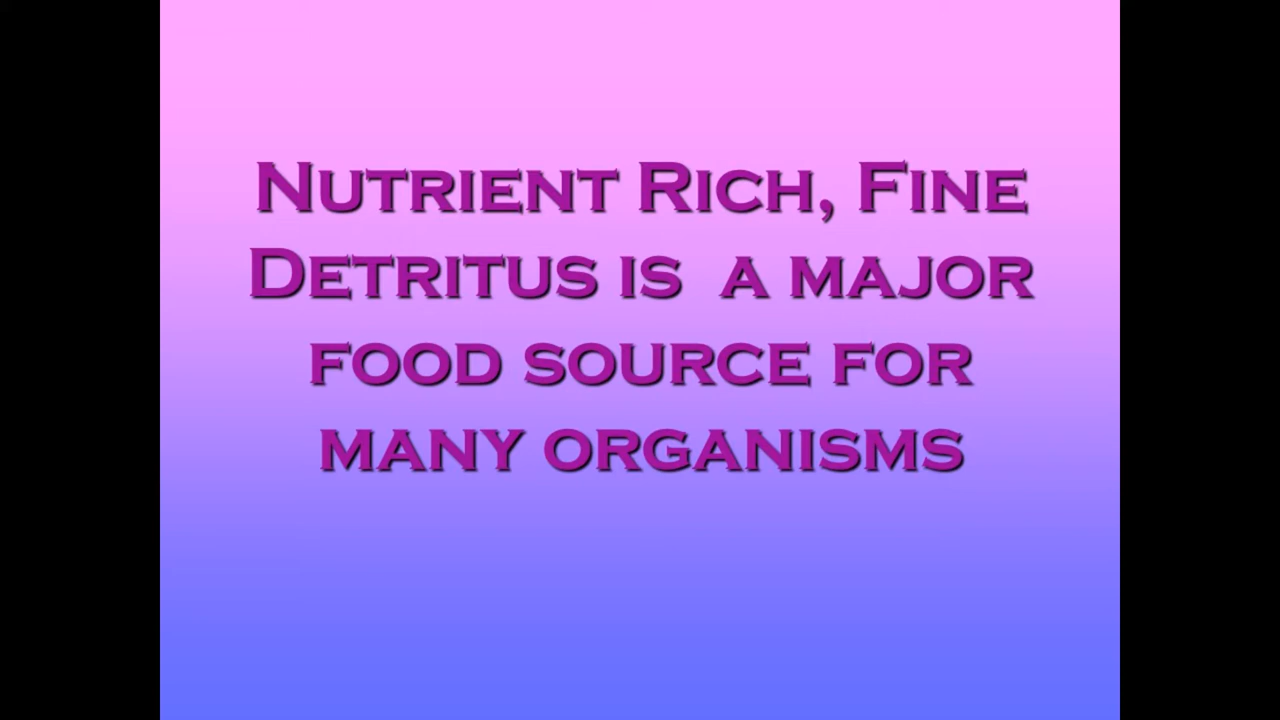 Nutrient Rich, Fine
Detritus is  a major
food source for
many organisms